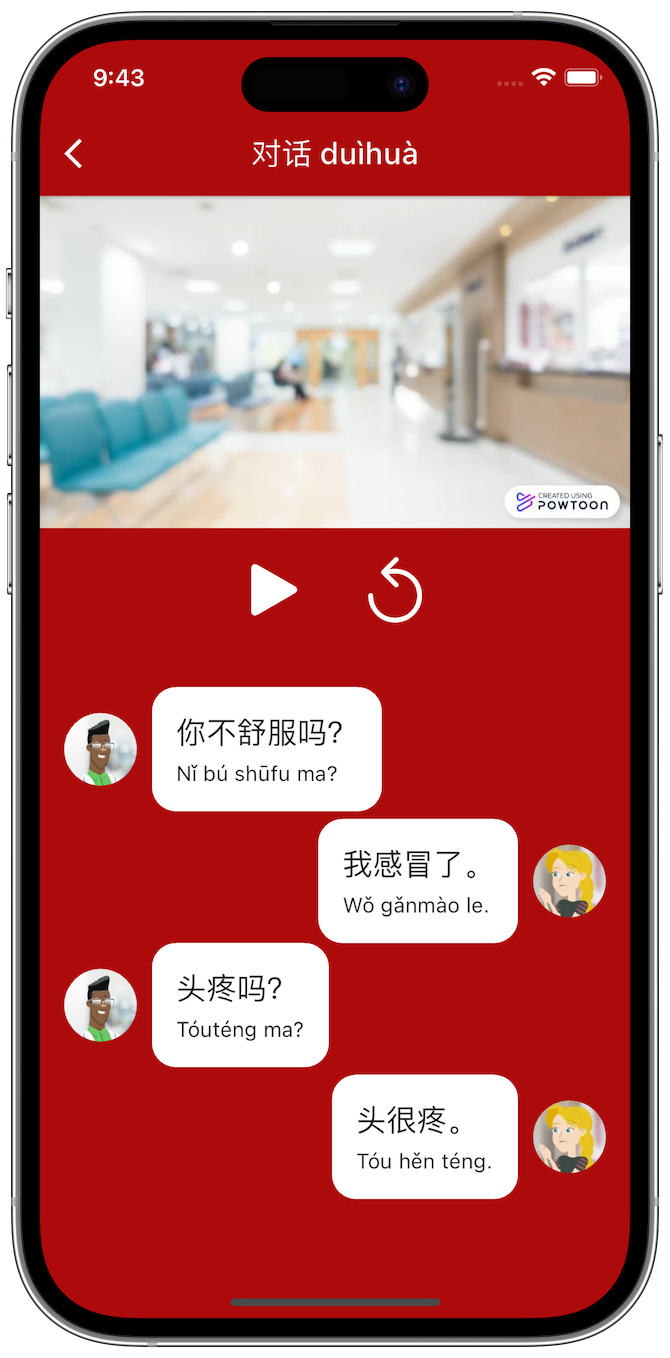 9:43
对话 duìhuà
CREATED USING
POWTOON
你不舒服吗?
Nǐ bú shūfu ma?
我感冒了。
Wǒ gǎnmào le.
头疼吗?
Tóuténg ma?
头很疼。
Tóu hěn téng.